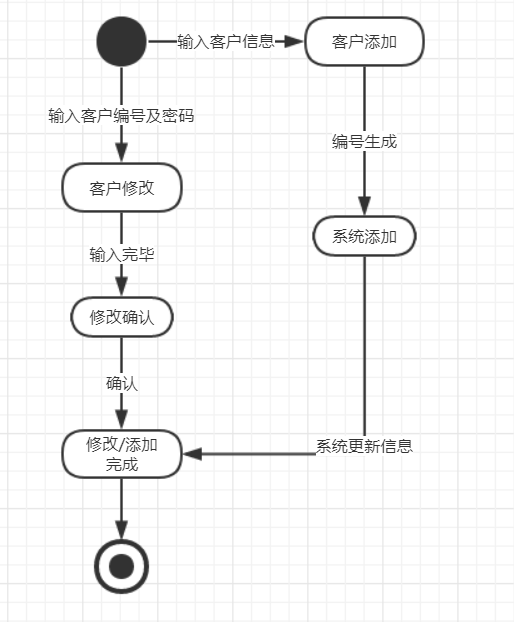 输入客户信息
客户添加
输入客户编号及密码
编号生成
客户修改
系统添加
输入完毕
修改确认
确认
修改/添加
完成
系统更新信息